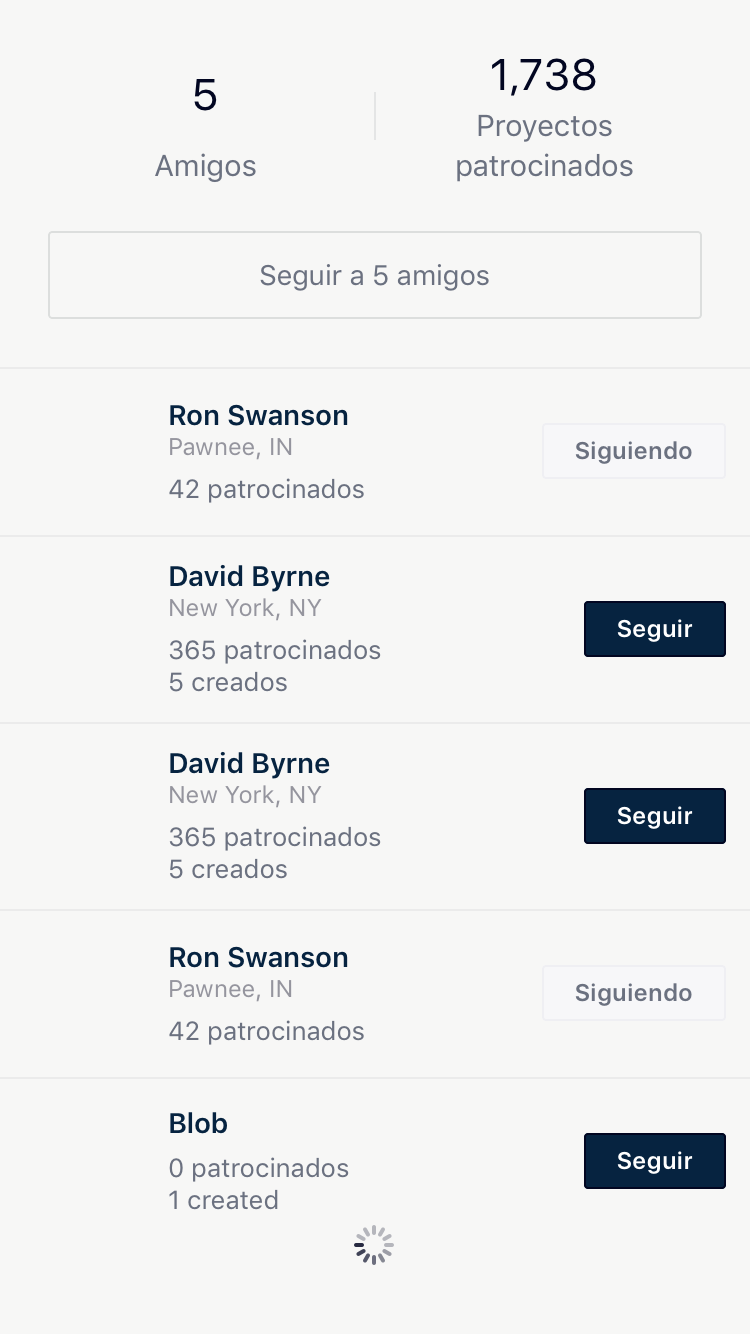 5
Amigos
1,738
Proyectos
patrocinados
Seguir a 5 amigos
Ron Swanson
Pawnee, IN
42 patrocinados
Siguiendo
David Byrne
New York, NY
365 patrocinados
5 creados
Seguir
David Byrne
New York, NY
365 patrocinados
5 creados
Seguir
Ron Swanson
Pawnee, IN
42 patrocinados
Siguiendo
Blob
0 patrocinados
1 created
Seguir